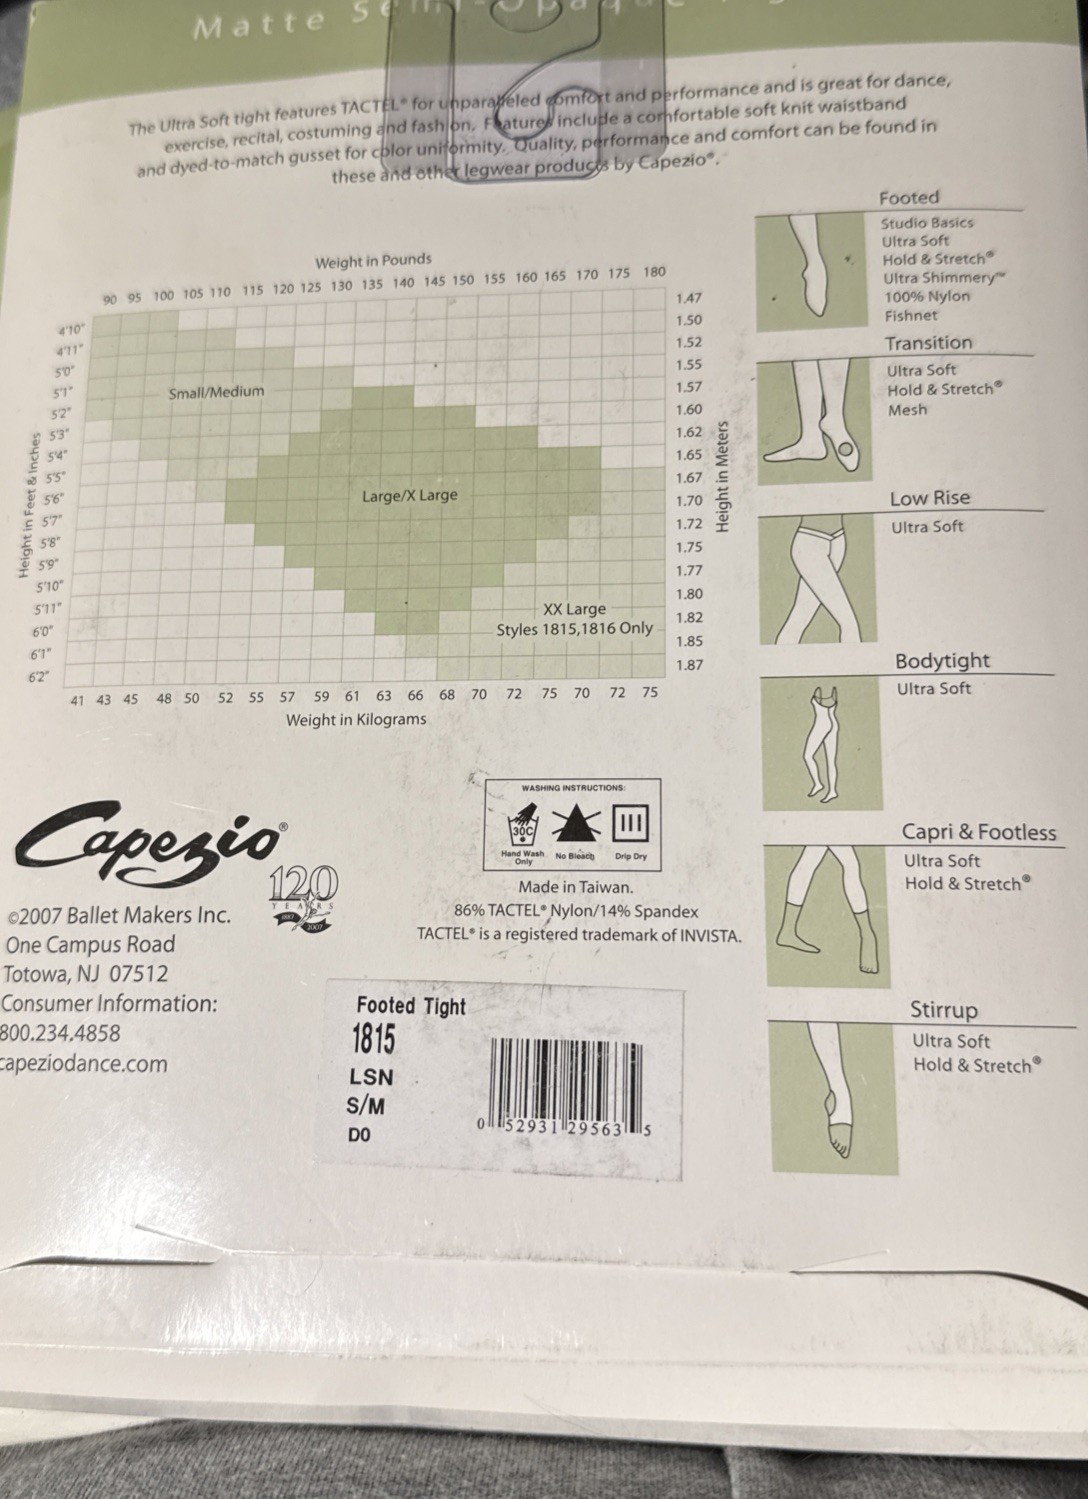 Matte Semi-Opaque
The Ultra Soft tight features TACTEL® for unparalleled comfort and performance and is great for dance,
exercise, recital, costuming and fashion. Features include a comfortable soft knit waistband
and dyed-to-match gusset for color uniformity. Quality, performance and comfort can be found in
these and other legwear products by Capezio®.
Weight in Pounds
90 95 100 105 110 115 120 125 130 135 140 145 150 155 160 165 170 175 180
Height in Feet & Inches
4'10"
4'11"
5'0"
5'1"
5'2"
5'3"
5'4"
5'5"
5'6"
5'7"
5'8"
5'9"
5'10"
5'11"
6'0"
6'1"
6'2"
Small/Medium
Large/X Large
XX Large
Styles 1815,1816 Only
1.47
1.50
1.52
1.55
1.57
1.60
1.62
1.65
1.67
1.70
1.72
1.75
1.77
1.80
1.82
1.85
1.87
Height in Meters
41 43 45 48 50 52 55 57 59 61 63 66 68 70 72 75 70 72 75
Weight in Kilograms
Footed
Studio Basics
Ultra Soft
Hold & Stretch®
Ultra Shimmery™
100% Nylon
Fishnet
Transition
Ultra Soft
Hold & Stretch®
Mesh
Low Rise
Ultra Soft
Bodytight
Ultra Soft
Capri & Footless
Ultra Soft
Hold & Stretch®
Stirrup
Ultra Soft
Hold & Stretch®
Capezio®
120
YEARS
1887
2007
©2007 Ballet Makers Inc.
One Campus Road
Totowa, NJ 07512
Consumer Information:
800.234.4858
capeziodance.com
WASHING INSTRUCTIONS:
30C
Hand Wash
Only
No Bleach
Drip Dry
Made in Taiwan.
86% TACTEL® Nylon/14% Spandex
TACTEL® is a registered trademark of INVISTA.
Footed Tight
1815
LSN
S/M
DO
0 52931 29563 5